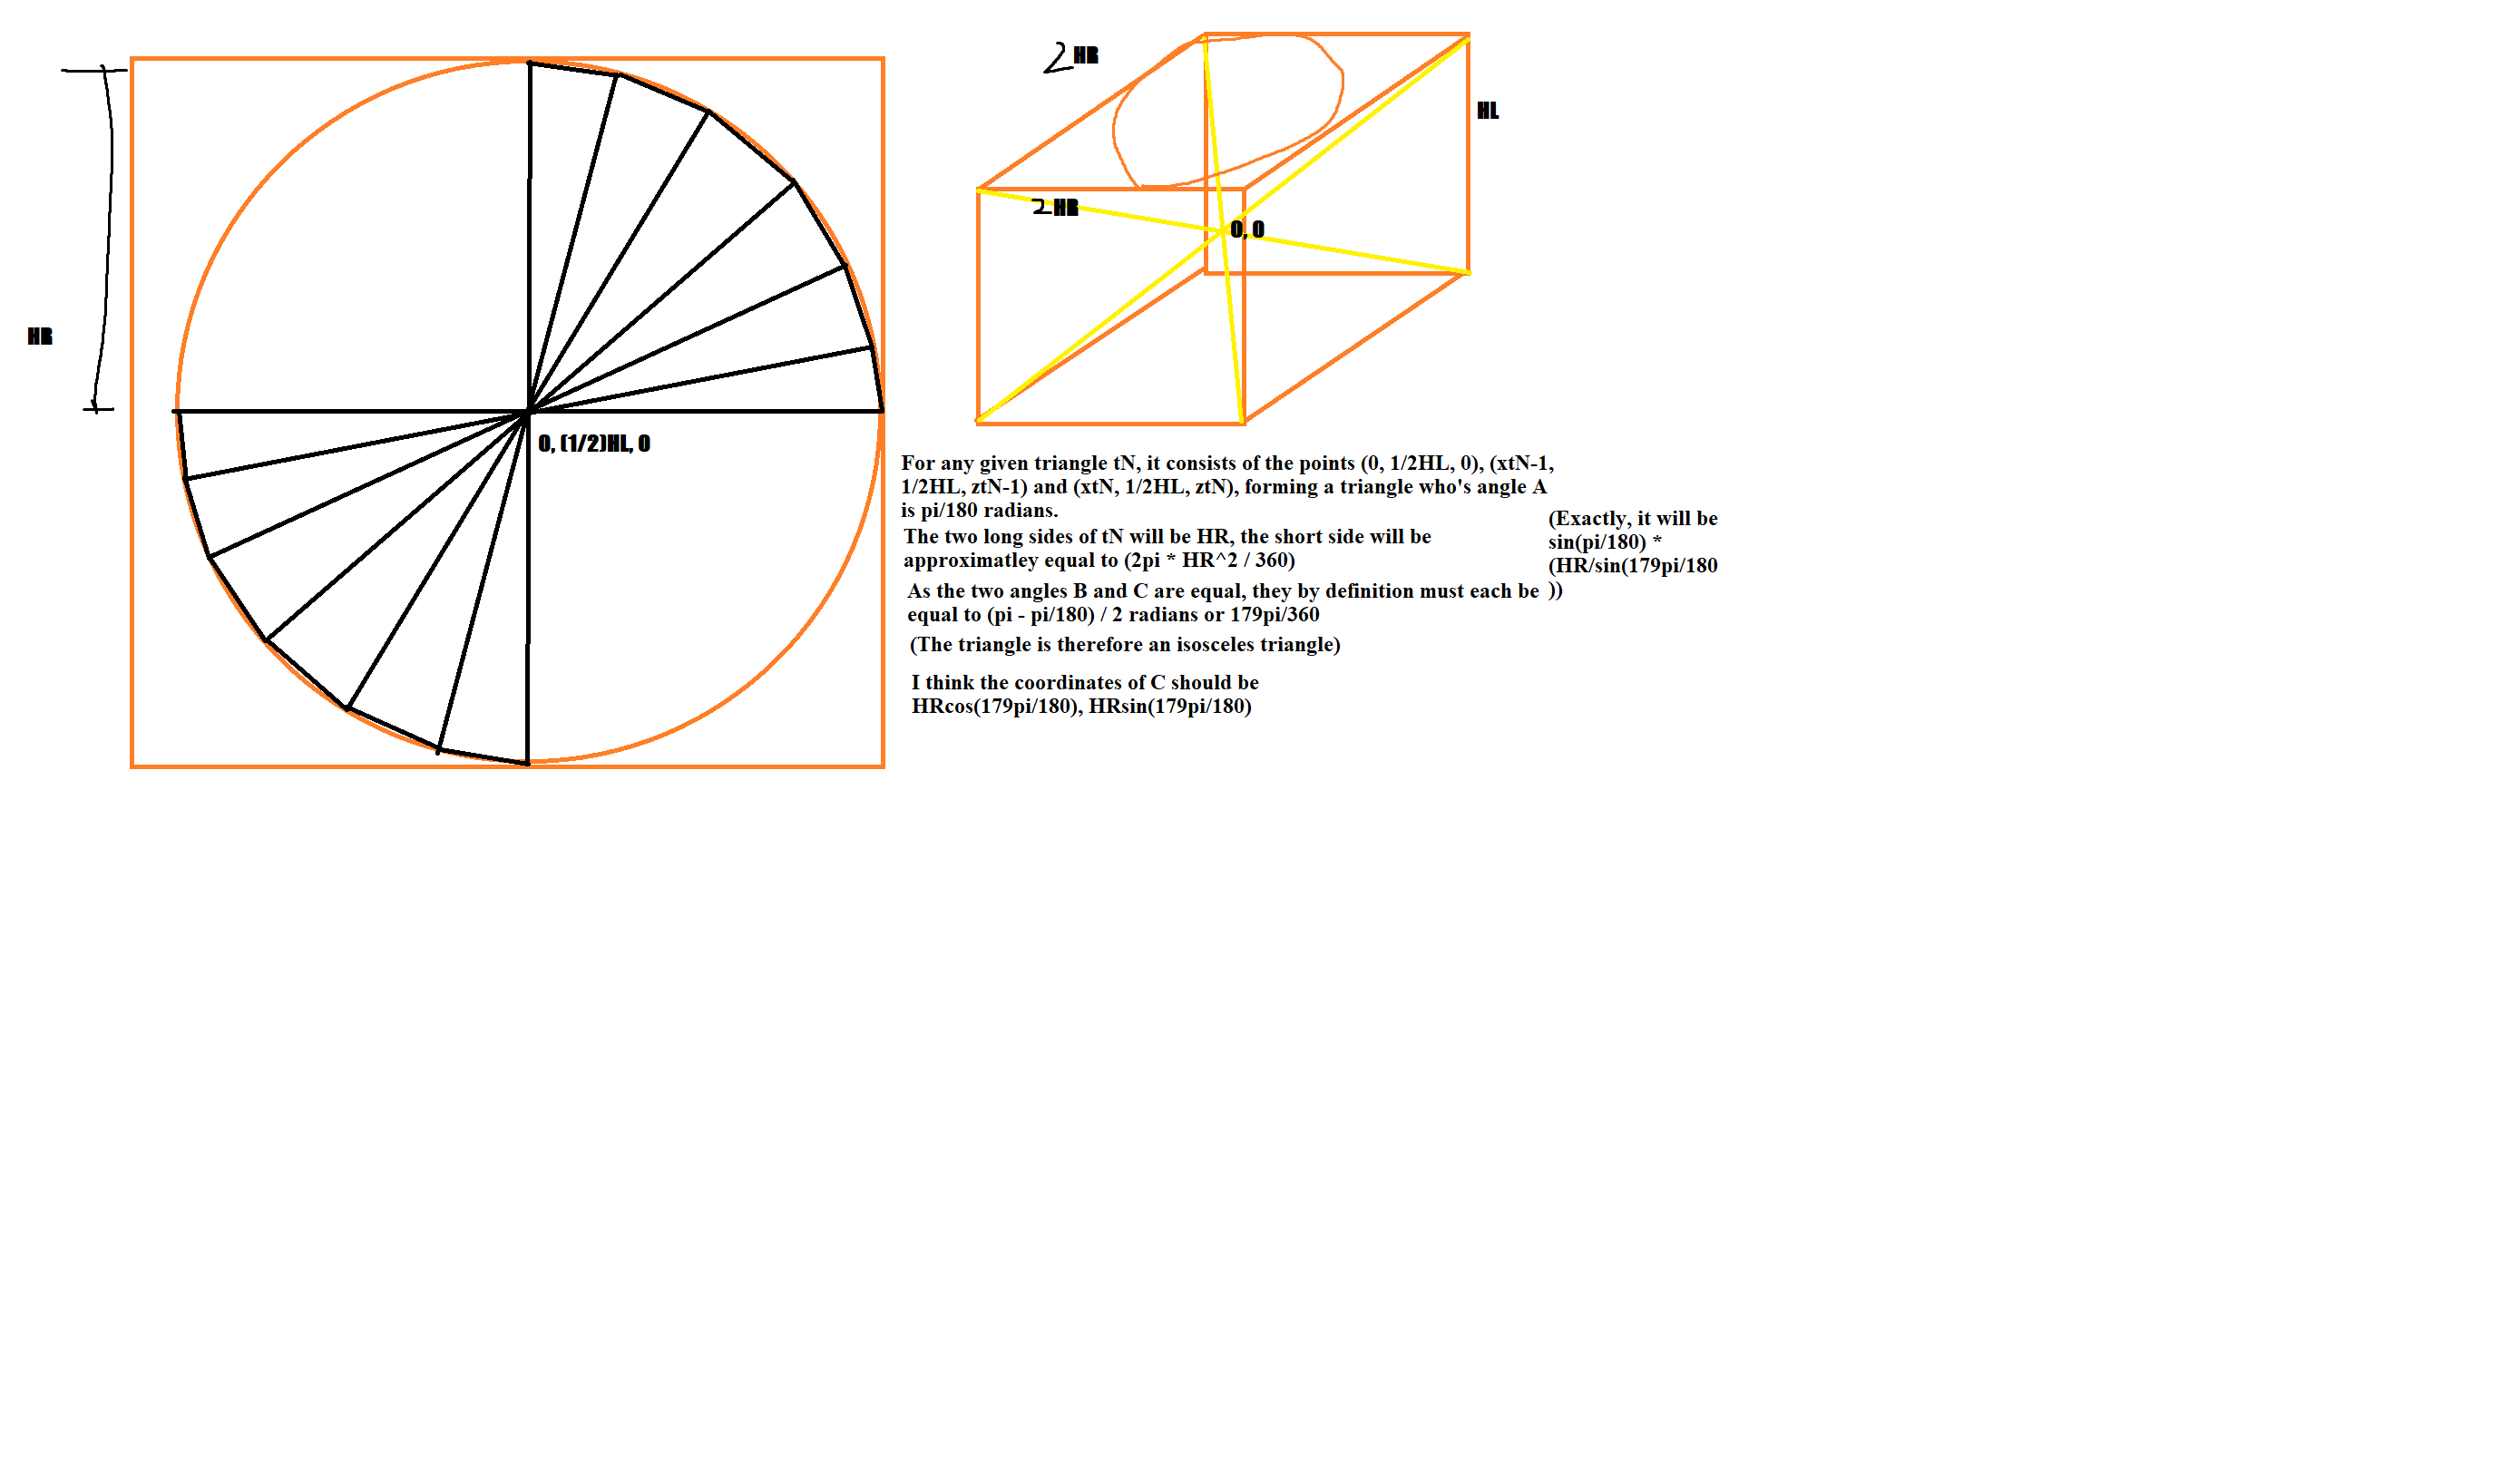 2 HR
HL
HR
2 HR
0, 0
0, (1/2)HL, 0
For any given triangle tN, it consists of the points (0, 1/2HL, 0), (xtN-1,
1/2HL, ztN-1) and (xtN, 1/2HL, ztN), forming a triangle who's angle A
is pi/180 radians.
The two long sides of tN will be HR, the short side will be
approximatley equal to (2pi * HR^2 / 360)
(Exactly, it will be
sin(pi/180) *
(HR/sin(179pi/180
))
As the two angles B and C are equal, they by definition must each be
equal to (pi - pi/180) / 2 radians or 179pi/360
(The triangle is therefore an isosceles triangle)
I think the coordinates of C should be
HRcos(179pi/180), HRsin(179pi/180)